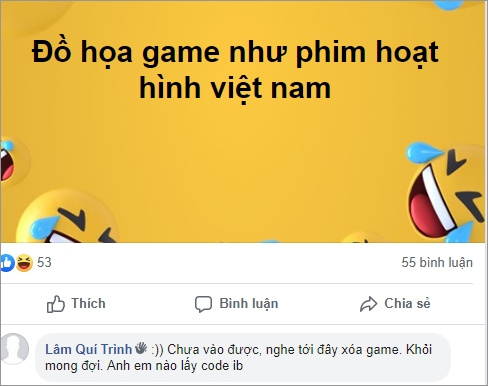 Đồ họa game như phim hoạt
hình việt nam
53
55 bình luận
Thích
Bình luận
Chia sẻ
Lâm Quí Trình :)) Chưa vào được, nghe tới đây xóa game. Khỏi
mong đợi. Anh em nào lấy code ib